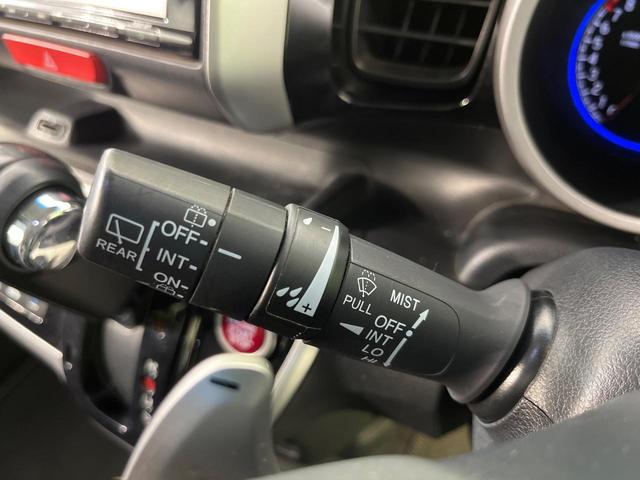 REAR
OFF
INT
ON
-
+
PULL
MIST
OFF
INT
LO
HI